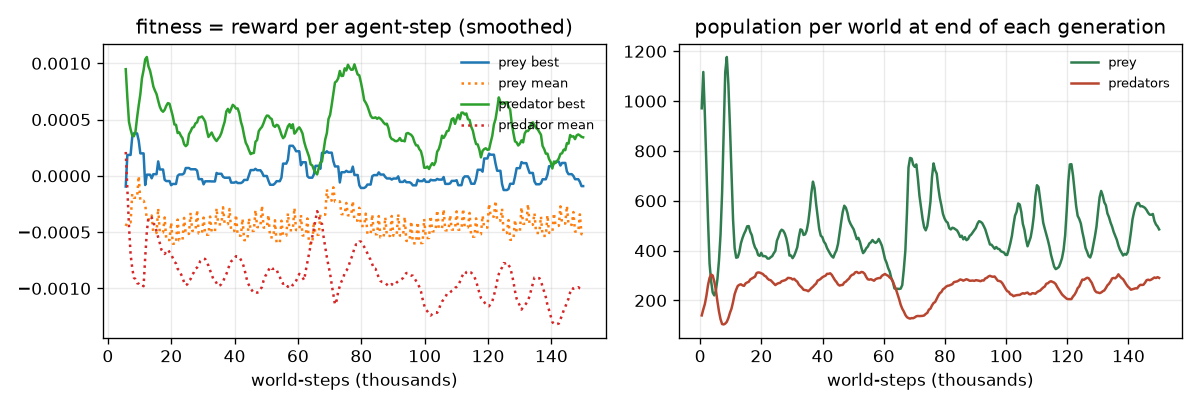 fitness = reward per agent-step (smoothed)
0.0010
0.0005
0.0000
−0.0005
−0.0010
prey best
prey mean
predator best
predator mean
0
20
40
60
80
100
120
140
world-steps (thousands)
population per world at end of each generation
1200
1000
800
600
400
200
prey
predators
0
20
40
60
80
100
120
140
world-steps (thousands)